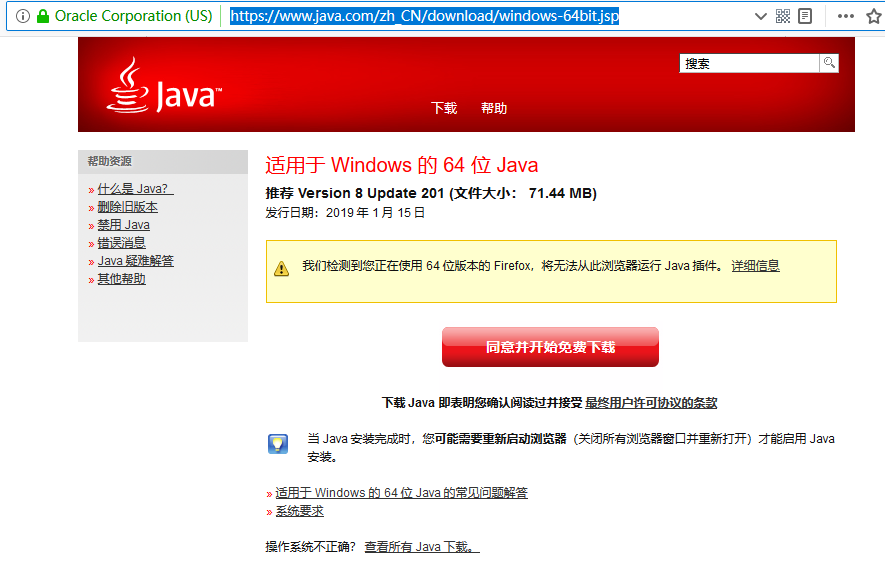 Oracle Corporation (US) https://www.java.com/zh_CN/download/windows-64bit.jsp
搜索
Java™
下载 帮助
帮助资源
» 什么是 Java?
» 删除旧版本
» 禁用 Java
» 错误消息
» Java 疑难解答
» 其他帮助
适用于 Windows 的 64 位 Java
推荐 Version 8 Update 201 (文件大小： 71.44 MB)
发行日期：2019 年 1 月 15 日
我们检测到您正在使用 64 位版本的 Firefox，将无法从此浏览器运行 Java 插件。 详细信息
同意并开始免费下载
下载 Java 即表明您确认阅读过并接受 最终用户许可协议的条款
当 Java 安装完成时，您可能需要重新启动浏览器（关闭所有浏览器窗口并重新打开）才能启用 Java
安装。
» 适用于 Windows 的 64 位 Java 的常见问题解答
» 系统要求
操作系统不正确？ 查看所有 Java 下载。